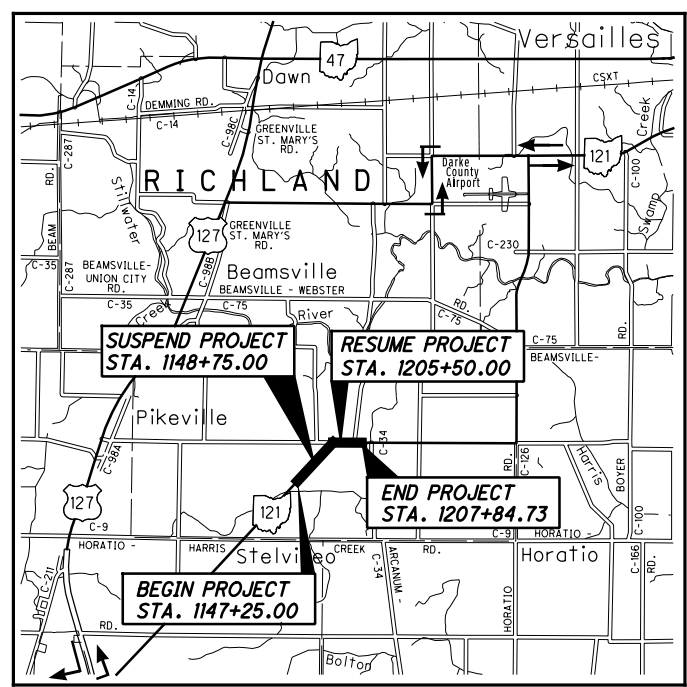 Versailles
47
Dawn
CSXT
C-14
DEMMING RD.
C-14
C-98C
Creek
GREENVILLE
ST. MARY'S
RD.
C-287
121
C-100
Darke
County
Airport
RICHLAND
RD.
BEAM
Stillwater
Swamp
127
GREENVILLE
ST. MARY'S
RD.
C-230
C-35
C-287
BEAMSVILLE-
UNION CITY
RD.
C-98B
Beamsville
BEAMSVILLE - WEBSTER
C-35
Creek
C-75
River
RD.
C-75
RD.
SUSPEND PROJECT
STA. 1148+75.00
RESUME PROJECT
STA. 1205+50.00
C-75
BEAMSVILLE-
Pikeville
C-98A
C-34
RD.
C-126
Harris
BOYER
127
121
END PROJECT
STA. 1207+84.73
C-9
C-9
HORATIO -
C-100
HORATIO -
HARRIS
CREEK
RD.
Stelvideo
C-34
ARCANUM -
Horatio
C-166
RD.
C-211
BEGIN PROJECT
STA. 1147+25.00
HORATIO
RD.
Bolton